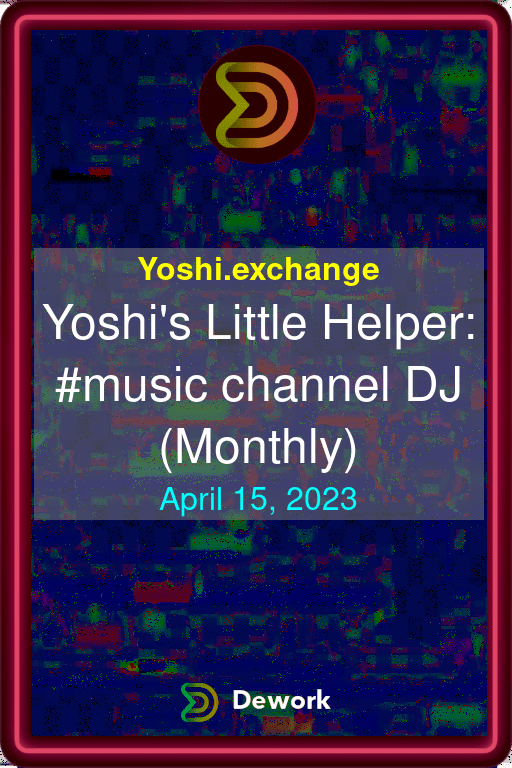 Yoshi.exchange
Yoshi's Little Helper:
#music channel DJ
(Monthly)
April 15, 2023
Dework